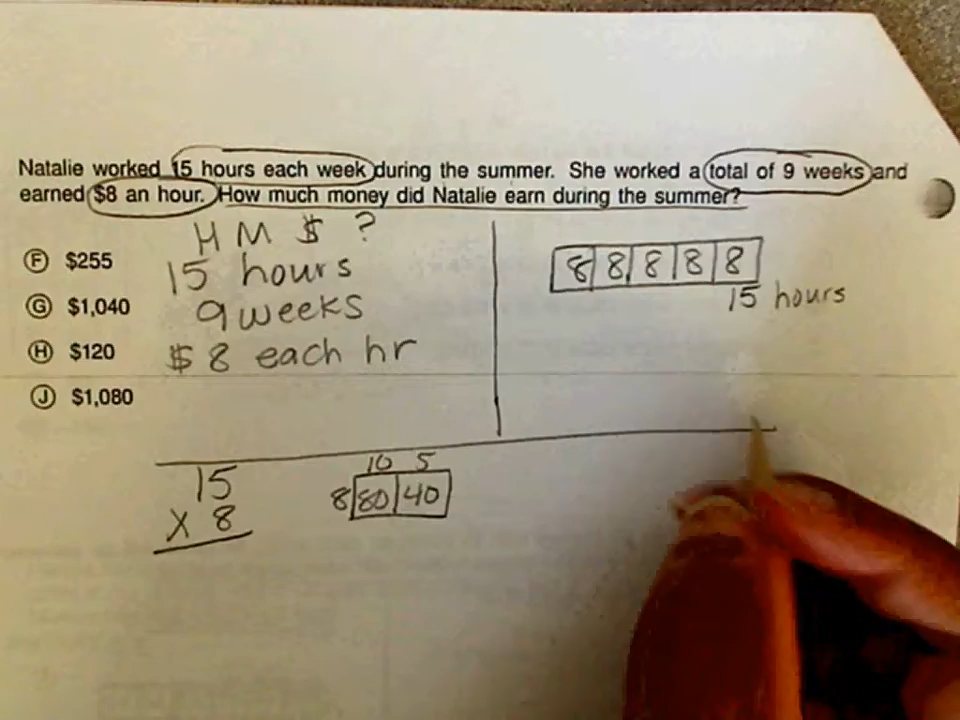 Natalie worked 15 hours each week during the summer. She worked a total of 9 weeks and
earned $8 an hour. How much money did Natalie earn during the summer?
H M $ ?
F $255
15 hours
G $1,040
9 weeks
H $120
$8 each hr
J $1,080
8 8 8 8 8
15 hours
15
X 8
10 5
8 80 40